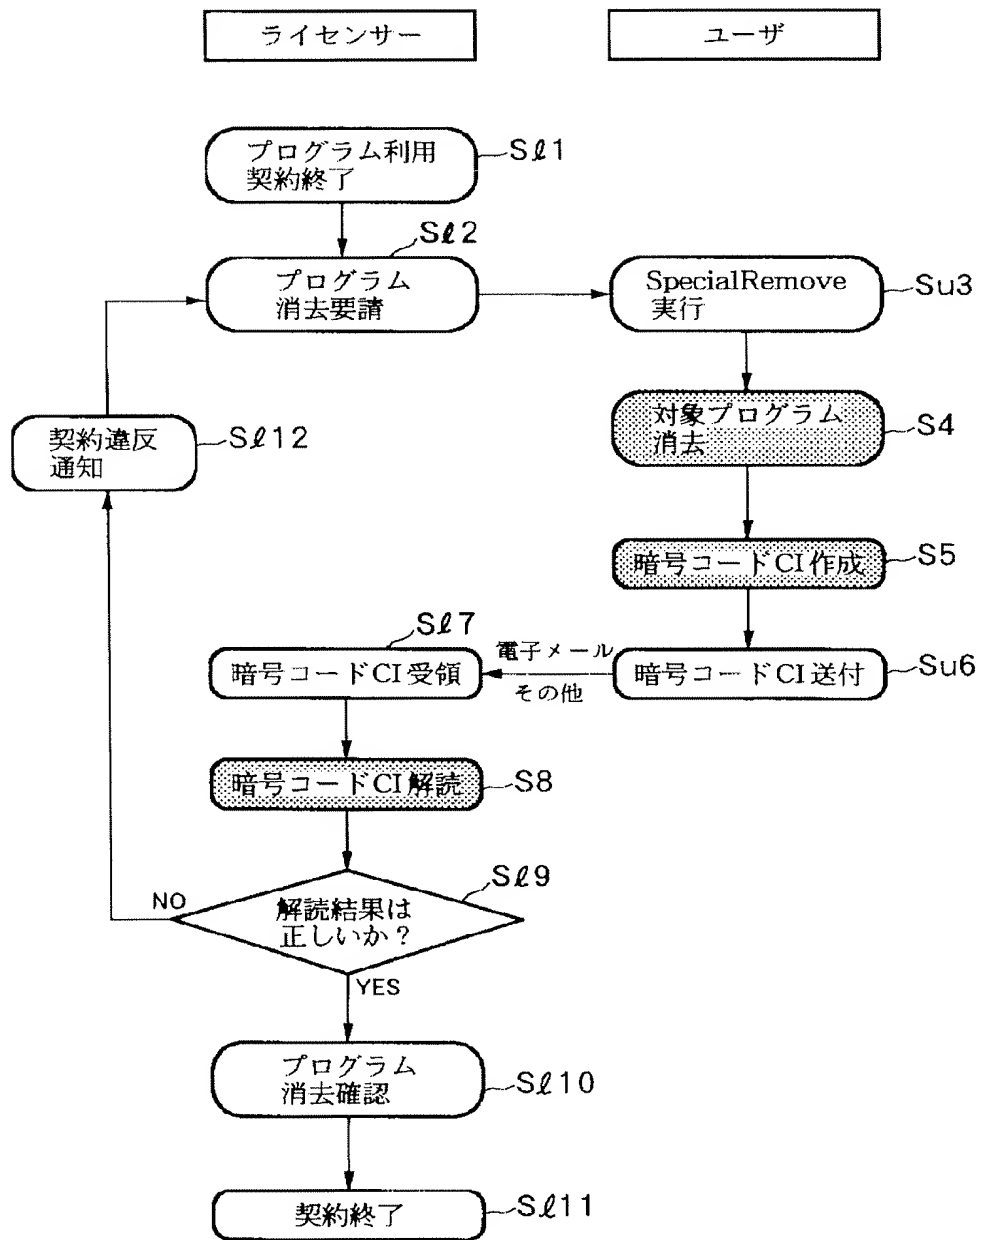 ライセンサー
ユーザ
プログラム利用
契約終了
Sℓ1
プログラム
消去要請
Sℓ2
SpecialRemove
実行
Su3
対象プログラム
消去
S4
契約違反
通知
Sℓ12
暗号コードCI作成
S5
暗号コードCI送付
Su6
電子メール
その他
暗号コードCI受領
Sℓ7
暗号コードCI解読
S8
解読結果は
正しいか？
Sℓ9
NO
YES
プログラム
消去確認
Sℓ10
契約終了
Sℓ11